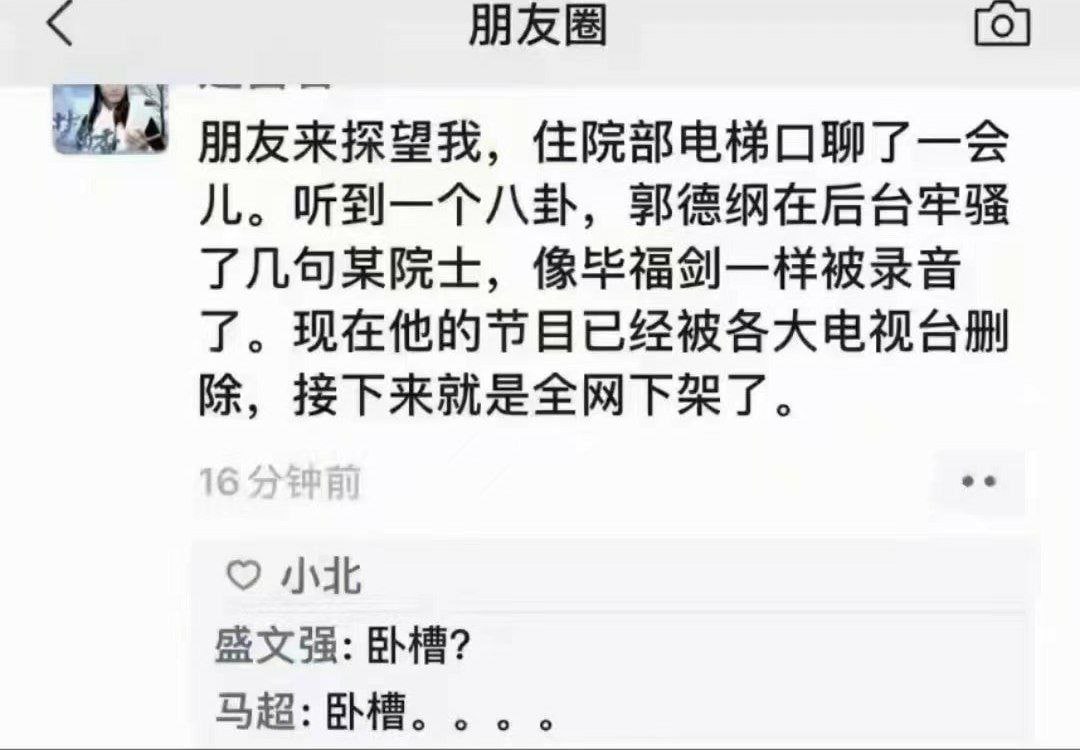 朋友圈
朋友来探望我，住院部电梯口聊了一会
儿。听到一个八卦，郭德纲在后台牢骚
了几句某院士，像毕福剑一样被录音
了。现在他的节目已经被各大电视台删
除，接下来就是全网下架了。
16分钟前
小北
盛文强: 卧槽?
马超: 卧槽。。。。